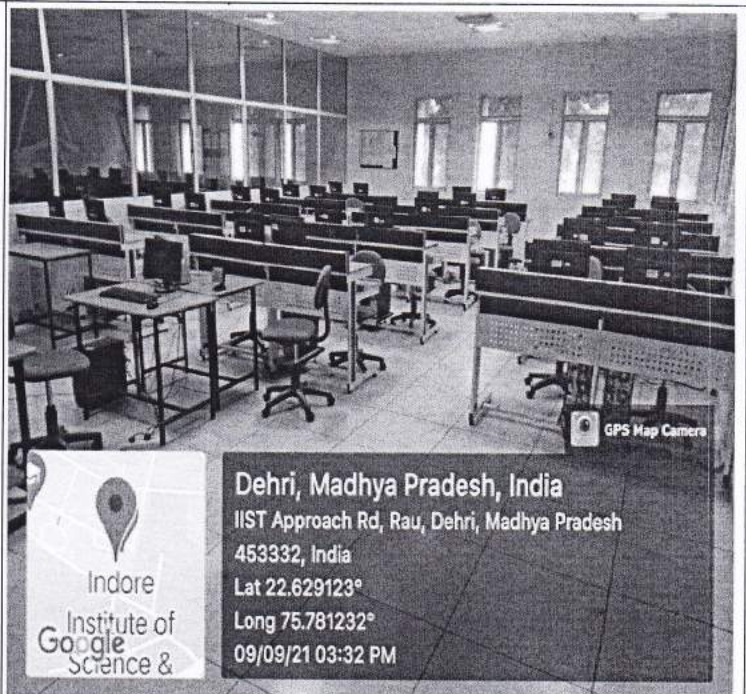 GPS Map Camera
Dehri, Madhya Pradesh, India
IIST Approach Rd, Rau, Dehri, Madhya Pradesh
453332, India
Lat 22.629123°
Long 75.781232°
09/09/21 03:32 PM
Indore
Institute of
Google
Science &